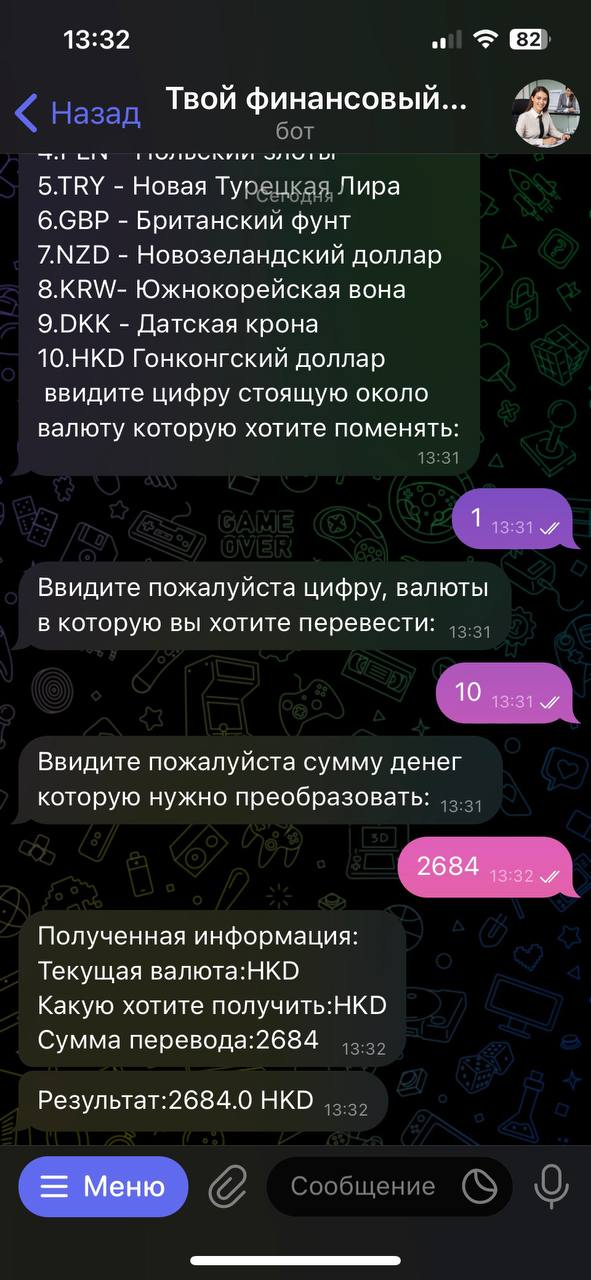 13:32
82
Назад
Твой финансовый...
бот
4.PLN - Польский злотый
Сегодня
5.TRY - Новая Турецкая Лира
6.GBP - Британский фунт
7.NZD - Новозеландский доллар
8.KRW- Южнокорейская вона
9.DKK - Датская крона
10.HKD Гонконгский доллар
ввидите цифру стоящую около
валюту которую хотите поменять:
13:31
GAME
OVER
1 13:31
Ввидите пожалуйста цифру, валюты
в которую вы хотите перевести: 13:31
10 13:31
Ввидите пожалуйста сумму денег
которую нужно преобразовать: 13:31
3D
2684 13:32
Полученная информация:
Текущая валюта:HKD
Какую хотите получить:HKD
Сумма перевода:2684 13:32
Результат:2684.0 HKD 13:32
Меню
Сообщение